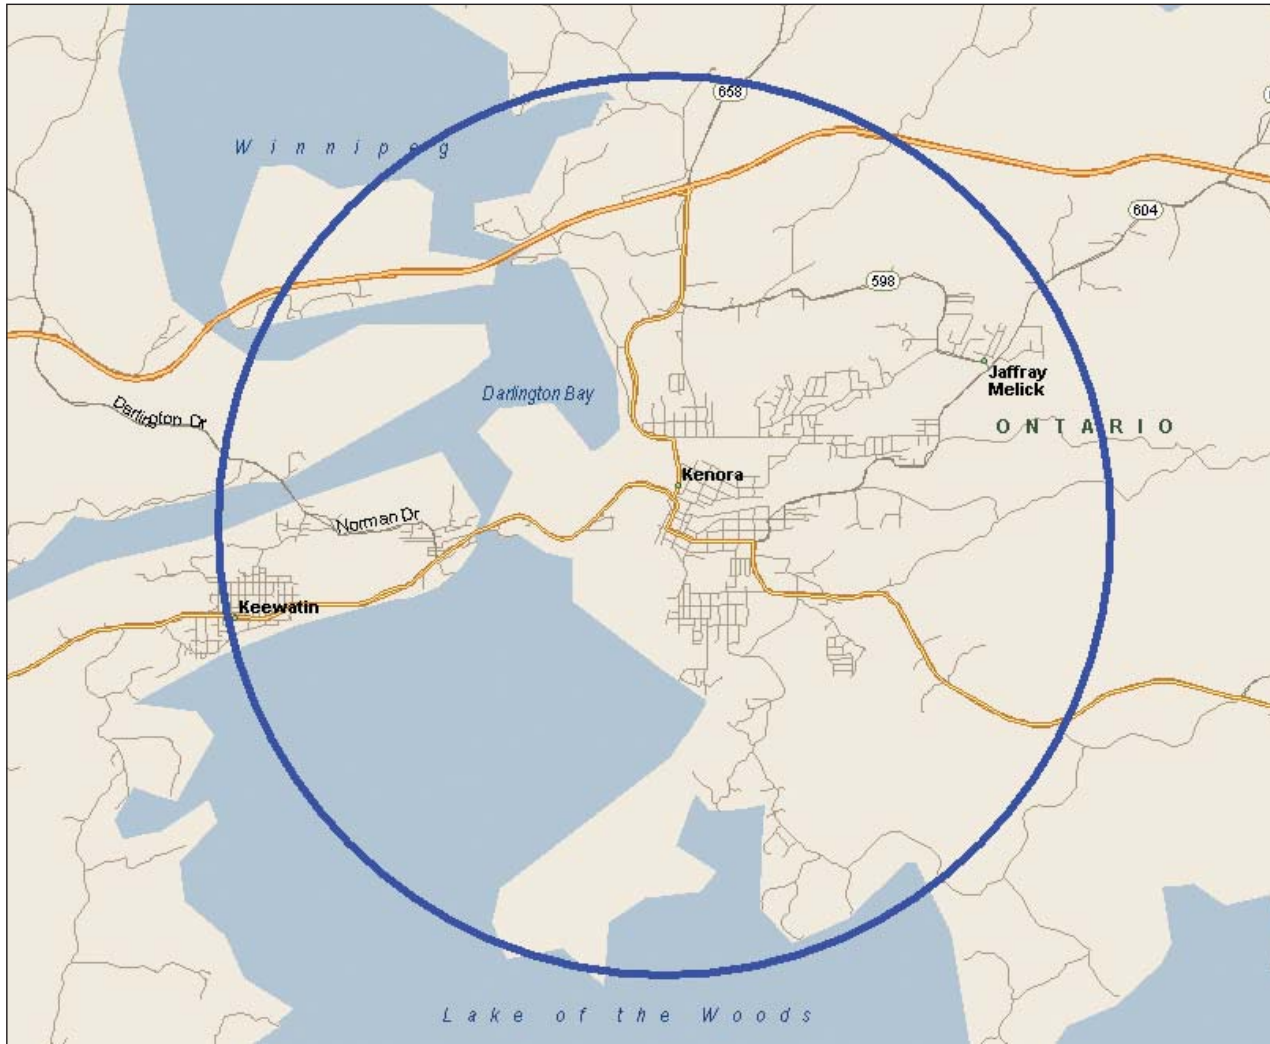 658
Winnipeg
604
598
Jaffray
Melick
Darlington Bay
Darlington Dr
ONTARIO
Kenora
Norman Dr
Keewatin
Lake of the Woods